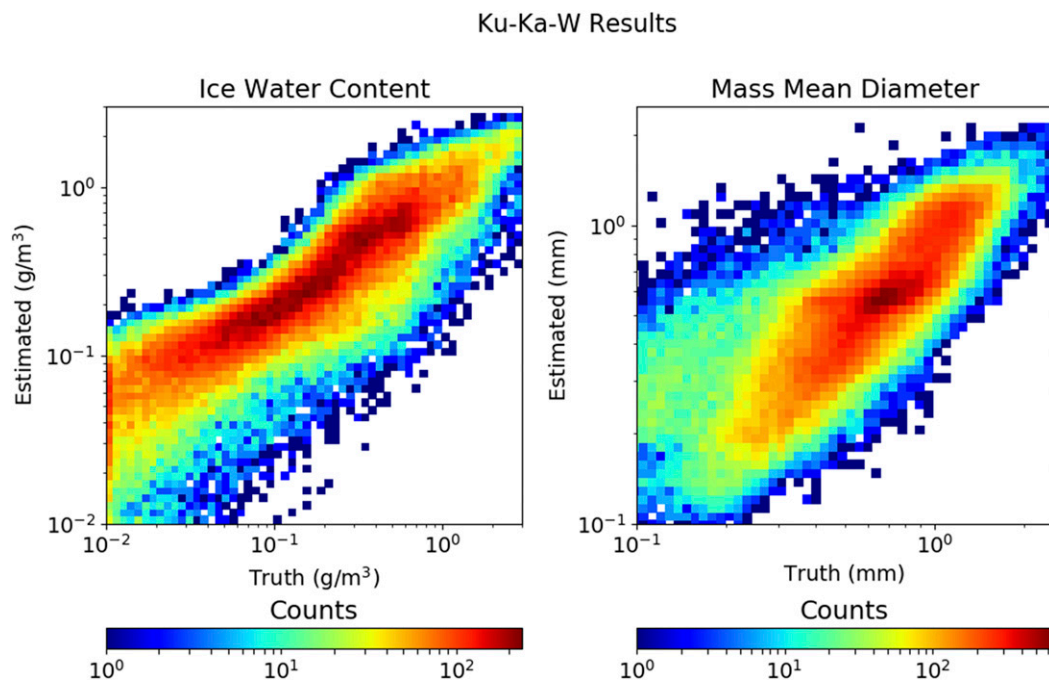 Ku-Ka-W Results
Ice Water Content
Estimated (g/m³)
10⁰
10⁻¹
10⁻²
10⁻² 10⁻¹ 10⁰
Truth (g/m³)
Counts
10⁰ 10¹ 10²
Mass Mean Diameter
Estimated (mm)
10⁰
10⁻¹
10⁻¹ 10⁰
Truth (mm)
Counts
10⁰ 10¹ 10²